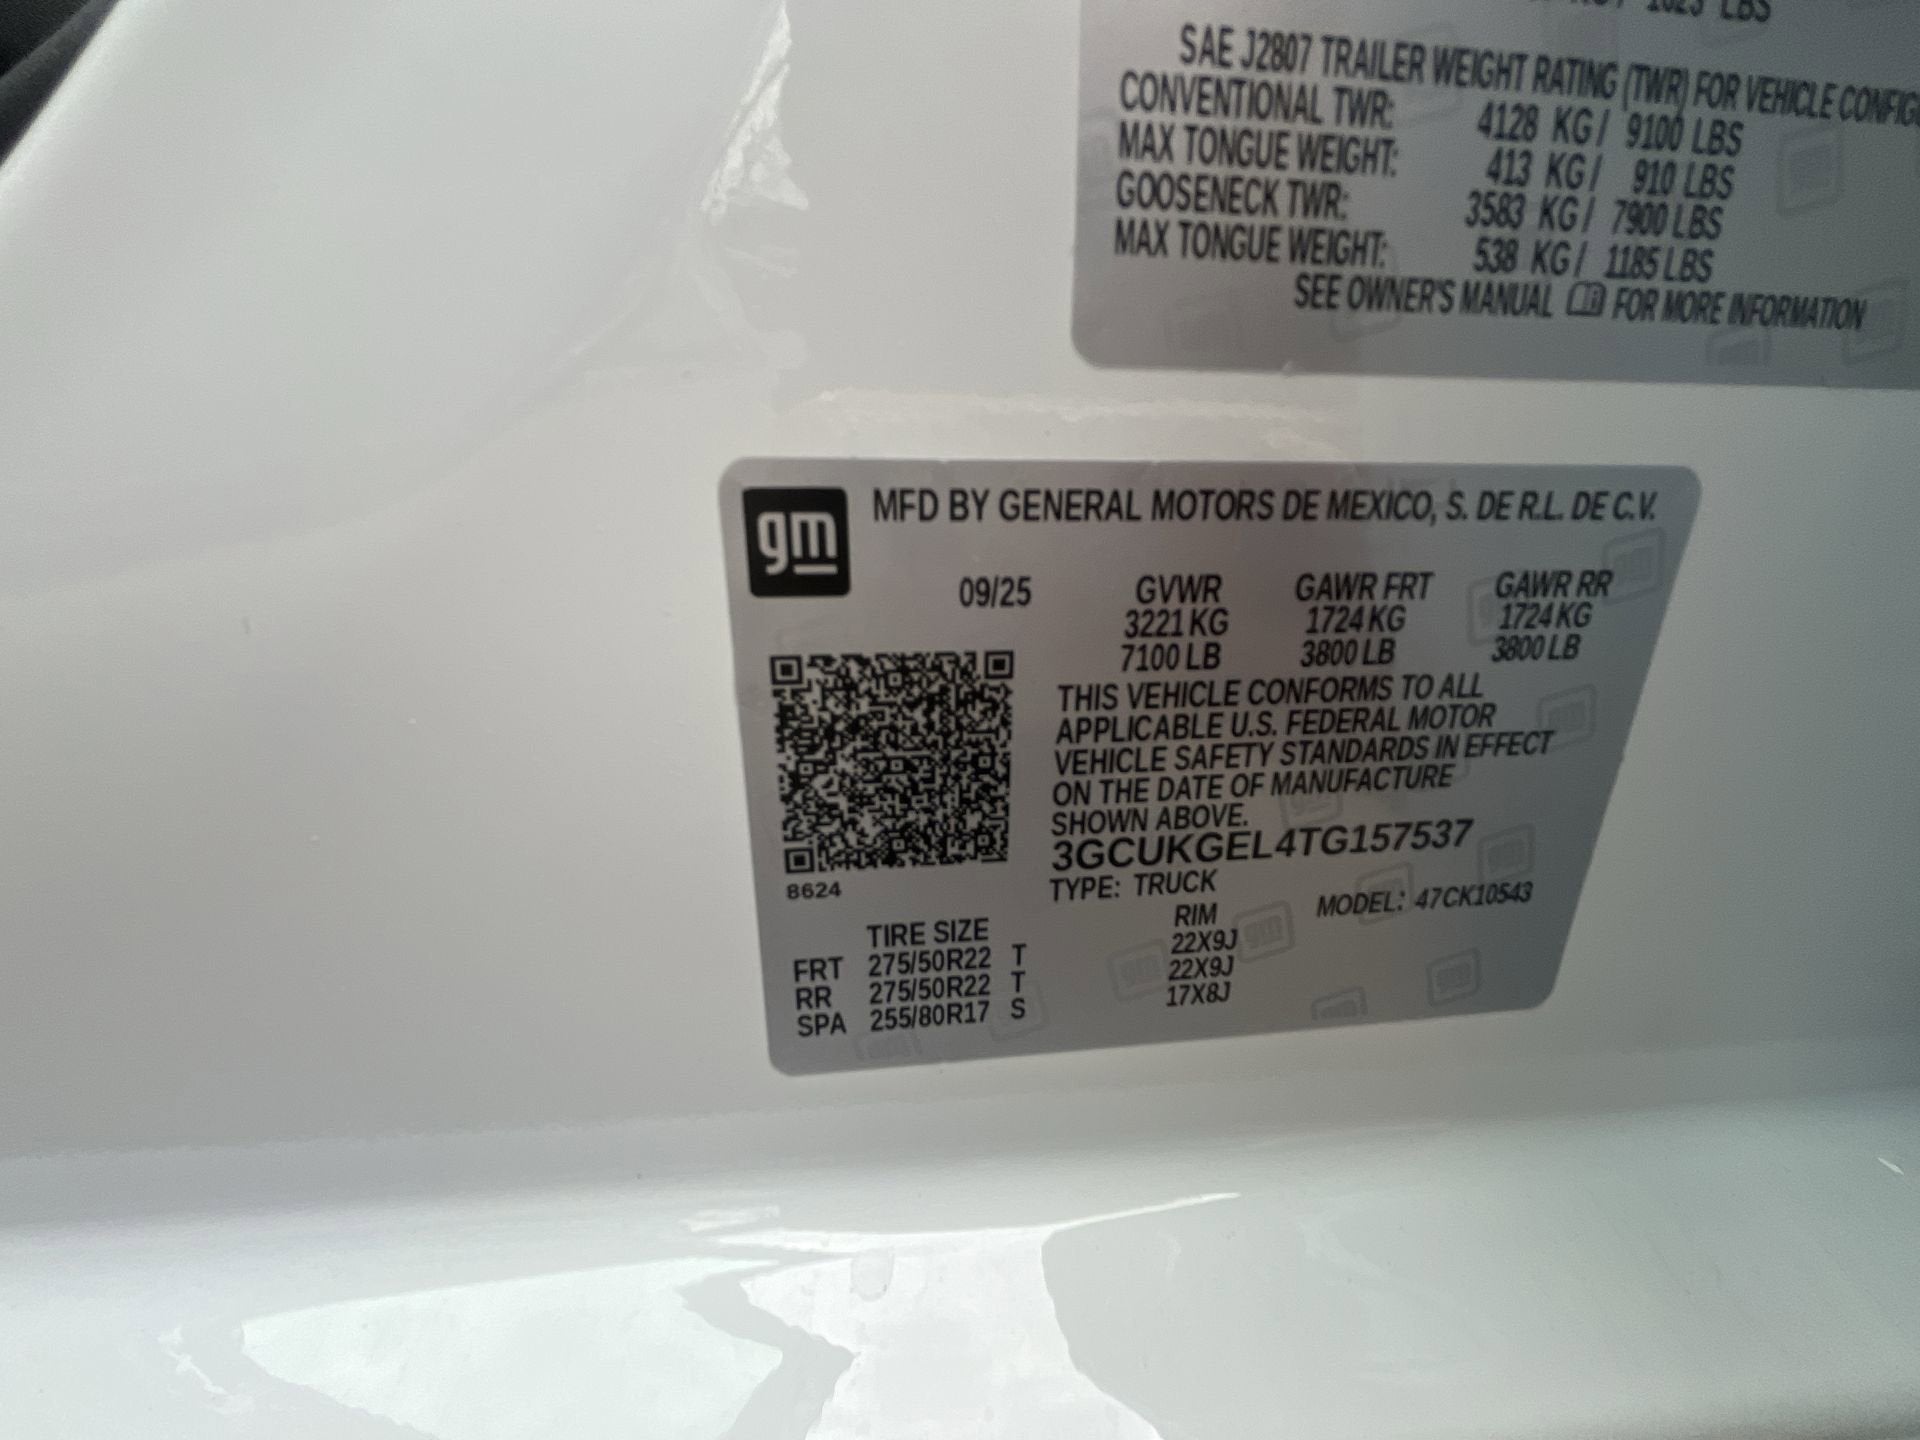 1623 LBS
SAE J2807 TRAILER WEIGHT RATING (TWR) FOR VEHICLE
CONVENTIONAL TWR: 4128 KG / 9100 LBS
MAX TONGUE WEIGHT: 413 KG / 910 LBS
GOOSENECK TWR: 3583 KG / 7900 LBS
MAX TONGUE WEIGHT: 538 KG / 1185 LBS
SEE OWNER'S MANUAL FOR MORE INFORMATION
gm
MFD BY GENERAL MOTORS DE MEXICO, S. DE R.L. DE C.V.
09/25 GVWR GAWR FRT GAWR RR
3221 KG 1724 KG 1724 KG
7100 LB 3800 LB 3800 LB
THIS VEHICLE CONFORMS TO ALL
APPLICABLE U.S. FEDERAL MOTOR
VEHICLE SAFETY STANDARDS IN EFFECT
ON THE DATE OF MANUFACTURE
SHOWN ABOVE.
3GCUKGEL4TG157537
8624
TYPE: TRUCK MODEL: 47CK10543
TIRE SIZE RIM
FRT 275/50R22 T 22X9J
RR 275/50R22 T 22X9J
SPA 255/80R17 S 17X8J